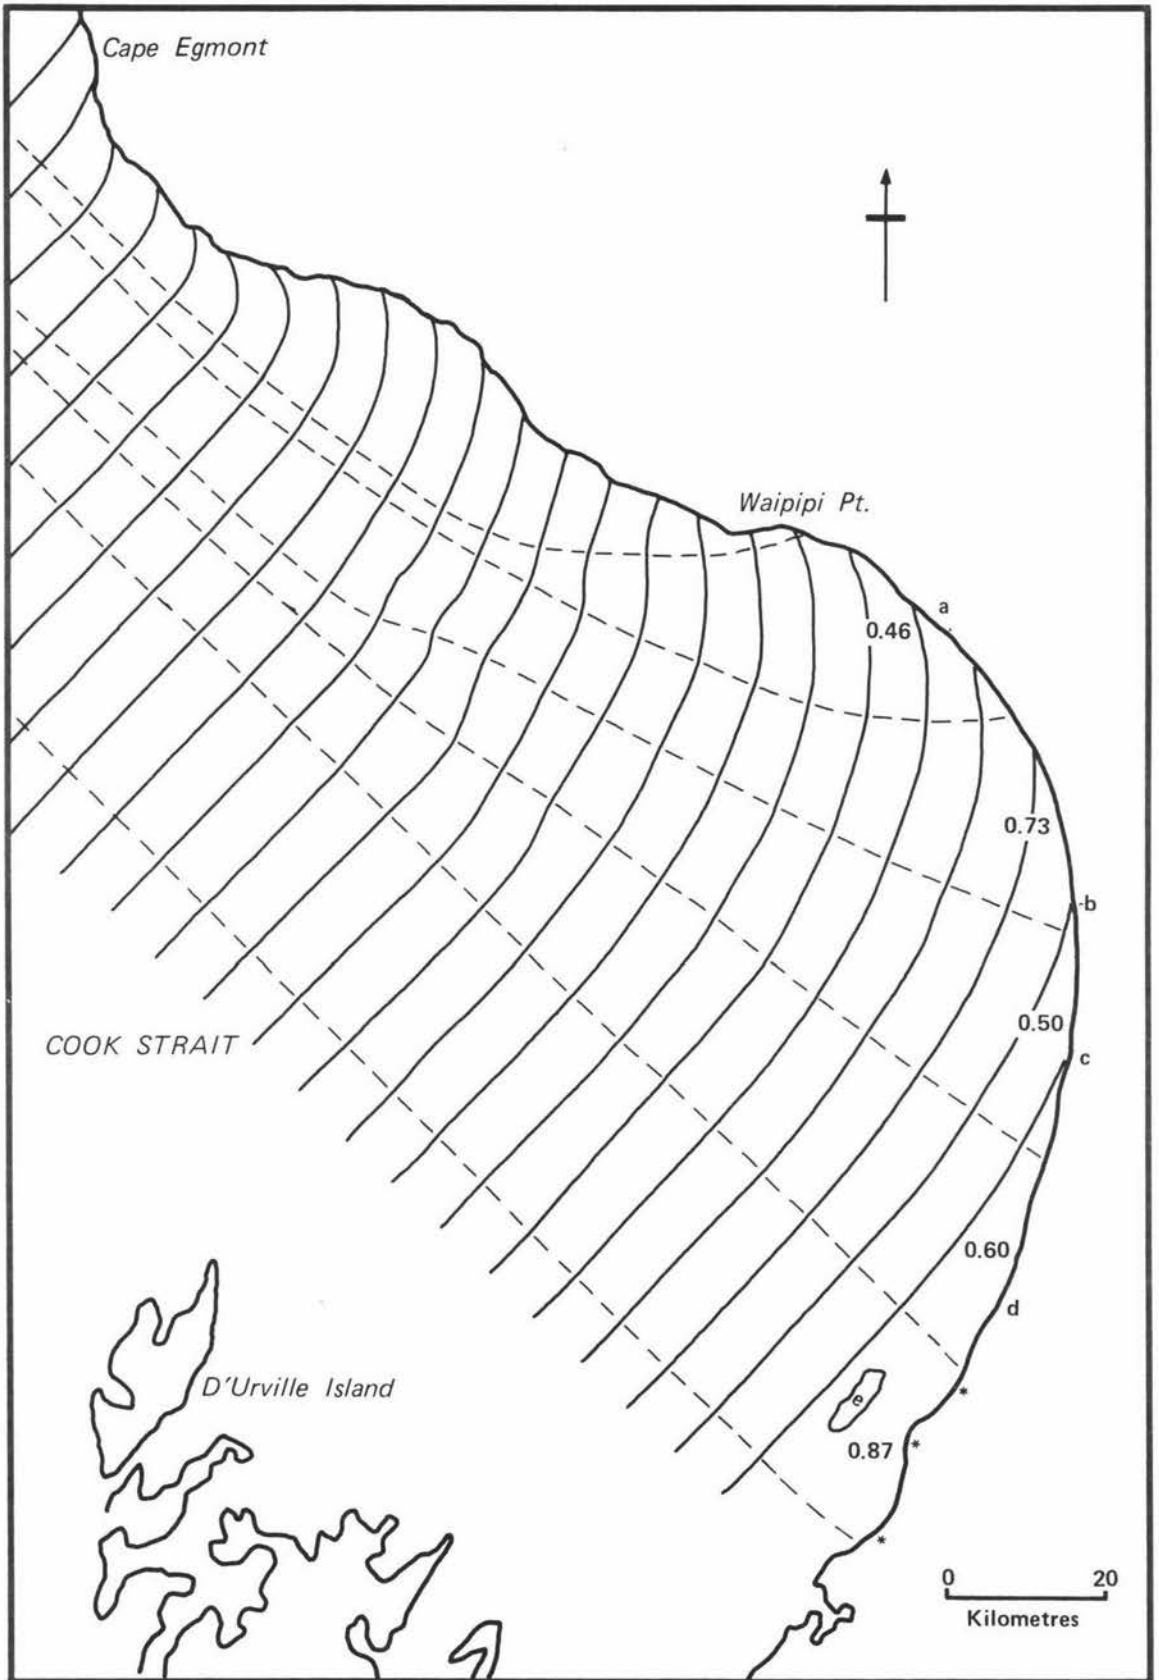 Cape Egmont
Waipipi Pt.
a
0.46
0.73
b
0.50
COOK STRAIT
c
0.60
d
D'Urville Island
e
0.87
*
*
*
0 20
Kilometres